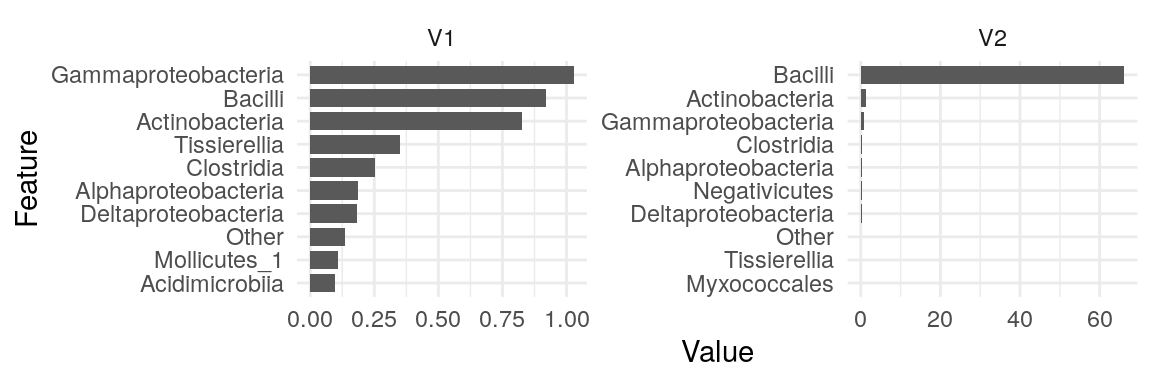 V1
V2
Feature
Gammaproteobacteria
Bacilli
Actinobacteria
Tissierellia
Clostridia
Alphaproteobacteria
Deltaproteobacteria
Other
Mollicutes_1
Acidimicrobiia
0.00 0.25 0.50 0.75 1.00
Bacilli
Actinobacteria
Gammaproteobacteria
Clostridia
Alphaproteobacteria
Negativicutes
Deltaproteobacteria
Other
Tissierellia
Myxococcales
0 20 40 60
Value